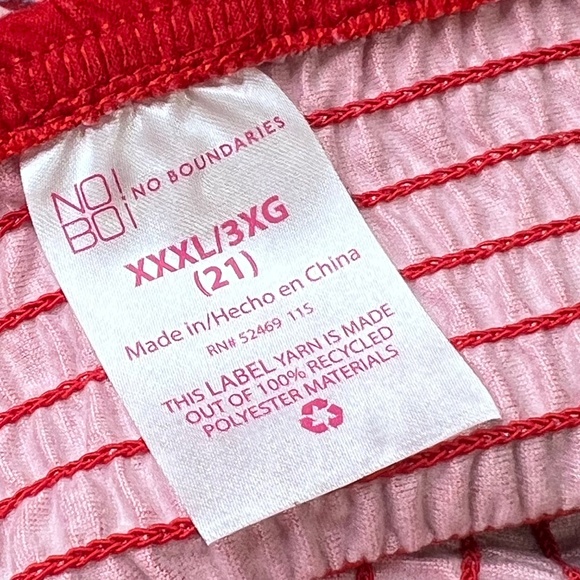 NO!
BO¡
NO BOUNDARIES
XXXL/3XG
(21)
Made in/Hecho en China
RN# 52469 11S
THIS LABEL YARN IS MADE
OUT OF 100% RECYCLED
POLYESTER MATERIALS